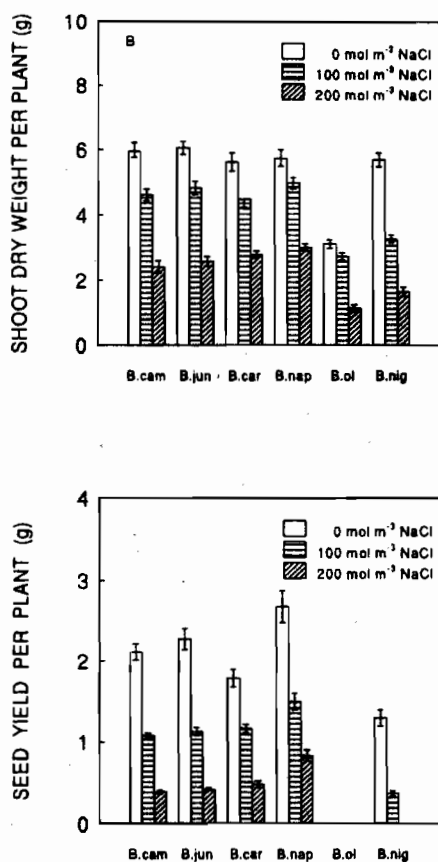 SHOOT DRY WEIGHT PER PLANT (g)
B
10
8
6
4
2
0
0 mol m⁻³ NaCl
100 mol m⁻³ NaCl
200 mol m⁻³ NaCl
B.cam B.jun B.car B.nap B.ol B.nig
SEED YIELD PER PLANT (g)
4
3
2
1
0
0 mol m⁻³ NaCl
100 mol m⁻³ NaCl
200 mol m⁻³ NaCl
B.cam B.jun B.car B.nap B.ol B.nig